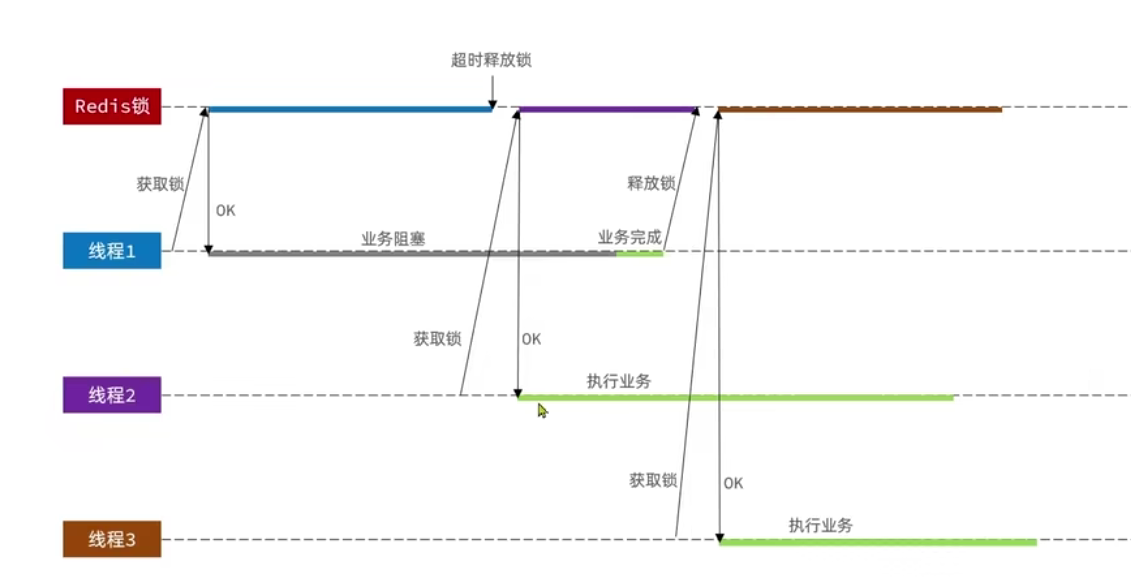 超时释放锁
Redis锁
获取锁
释放锁
OK
业务阻塞
业务完成
线程1
获取锁
OK
执行业务
线程2
获取锁
OK
执行业务
线程3